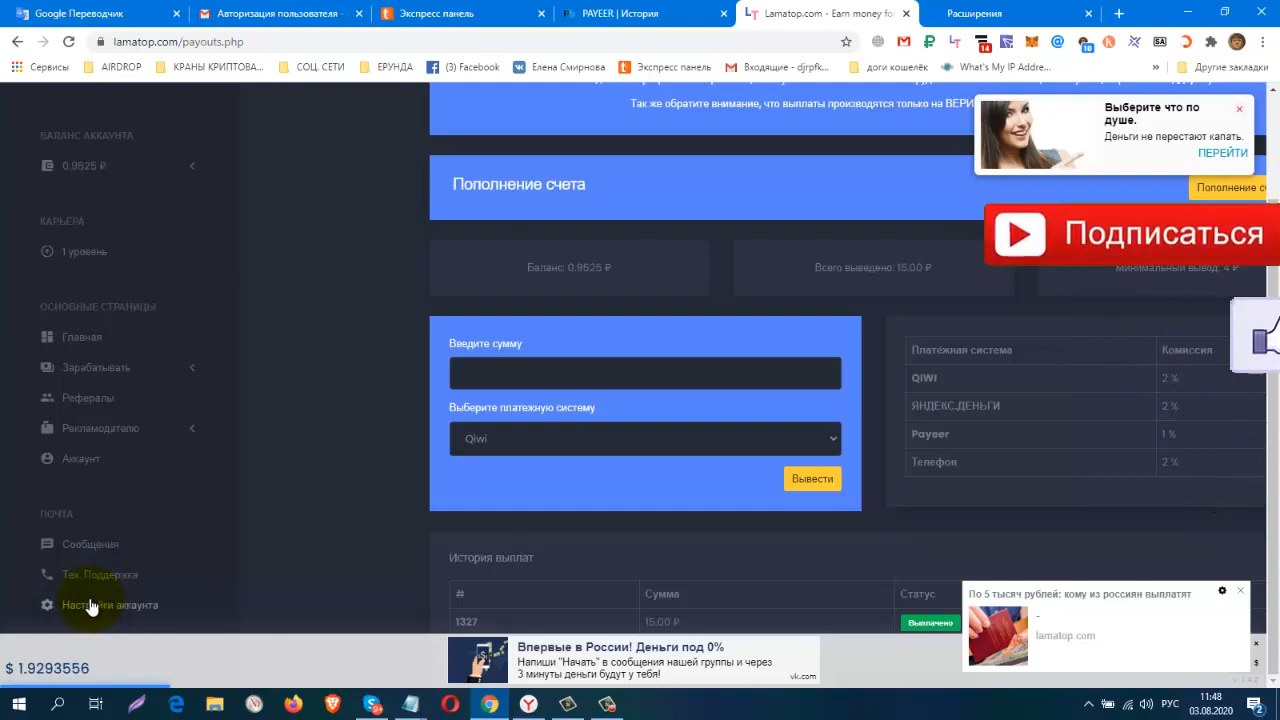 Google Переводчик
Авторизация пользователя -
Экспресс панель
PAYEER | История
LAMATOP - Earn money fo
Расширения
lamatop.com/payouts.php
14
10
SA
Сервисы
AIRDROP
КРАНЫ КРИПТОВА...
СОЦ. СЕТИ
ЕРУНДА
(3) Facebook
Елена Смирнова
Экспресс панель
Входящие - djrpfk...
доги кошелёк
What's My IP Addre...
»
Другие закладки
Так же обратите внимание, что выплаты производятся только на ВЕРИ
Выберите что по
душе.
Деньги не перестают капать.
ПЕРЕЙТИ
БАЛАНС АККАУНТА
0.9525 ₽
КАРЬЕРА
1 уровень
ОСНОВНЫЕ СТРАНИЦЫ
Главная
Зарабатывать
Рефералы
Рекламодателю
Аккаунт
ПОЧТА
Сообщения
Тех. Поддержка
Настройки аккаунта
Пополнение счета
Пополнение сч
Подписаться
Баланс: 0.9525 ₽
Всего выведено: 15.00 ₽
Минимальный вывод: 4 ₽
Введите сумму
Выберите платежную систему
Qiwi
Вывести
Платёжная система
Комиссия
QIWI
2 %
ЯНДЕКС.ДЕНЬГИ
2 %
Payeer
1 %
Телефон
2 %
История выплат
#
Сумма
Статус
1327
15.00 ₽
Выплачено
По 5 тысяч рублей: кому из россиян выплатят
-
lamatop.com
$ 1.9293556
Впервые в России! Деньги под 0%
Напиши "Начать" в сообщения нашей группы и через
3 минуты деньги будут у тебя!
vk.com
$
v. 1.4.2
РУС
11:48
03.08.2020
2